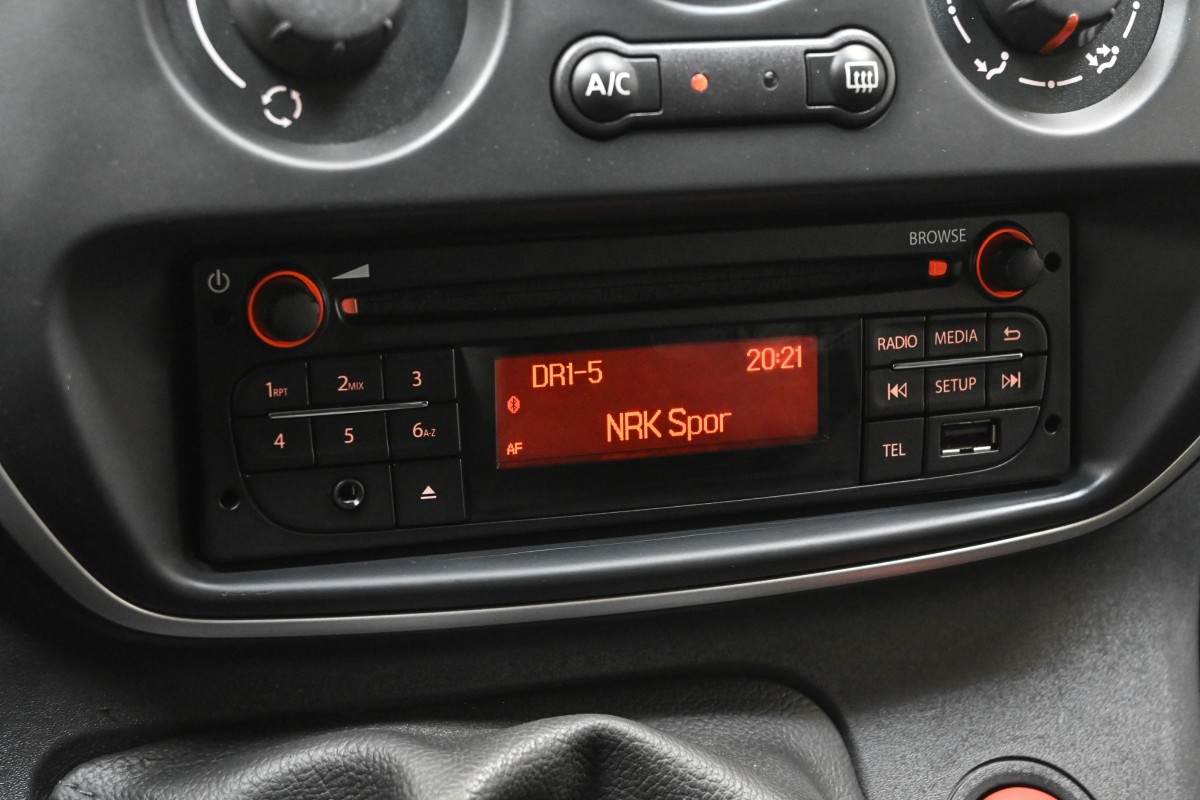 A/C
BROWSE
DR1-5 20:21
NRK Spor
AF
1RPT 2MIX 3
4 5 6A-Z
RADIO MEDIA
SETUP
TEL